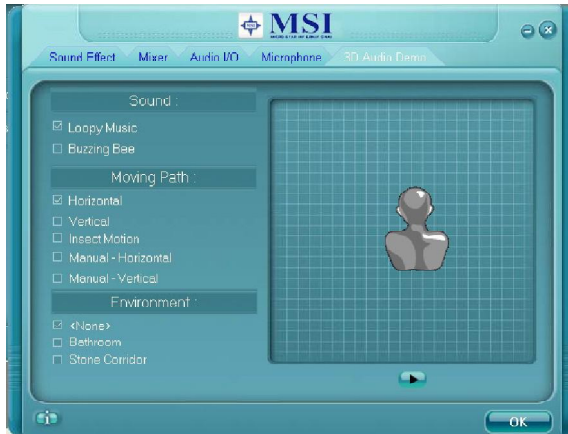 MSI
Sound Effect Mixer Audio I/O Microphone 3D Audio Demo
Sound :
Loopy Music
Buzzing Bee
Moving Path :
Horizontal
Vertical
Insect Motion
Manual - Horizontal
Manual - Vertical
Environment :
<None>
Bathroom
Stone Corridor
OK